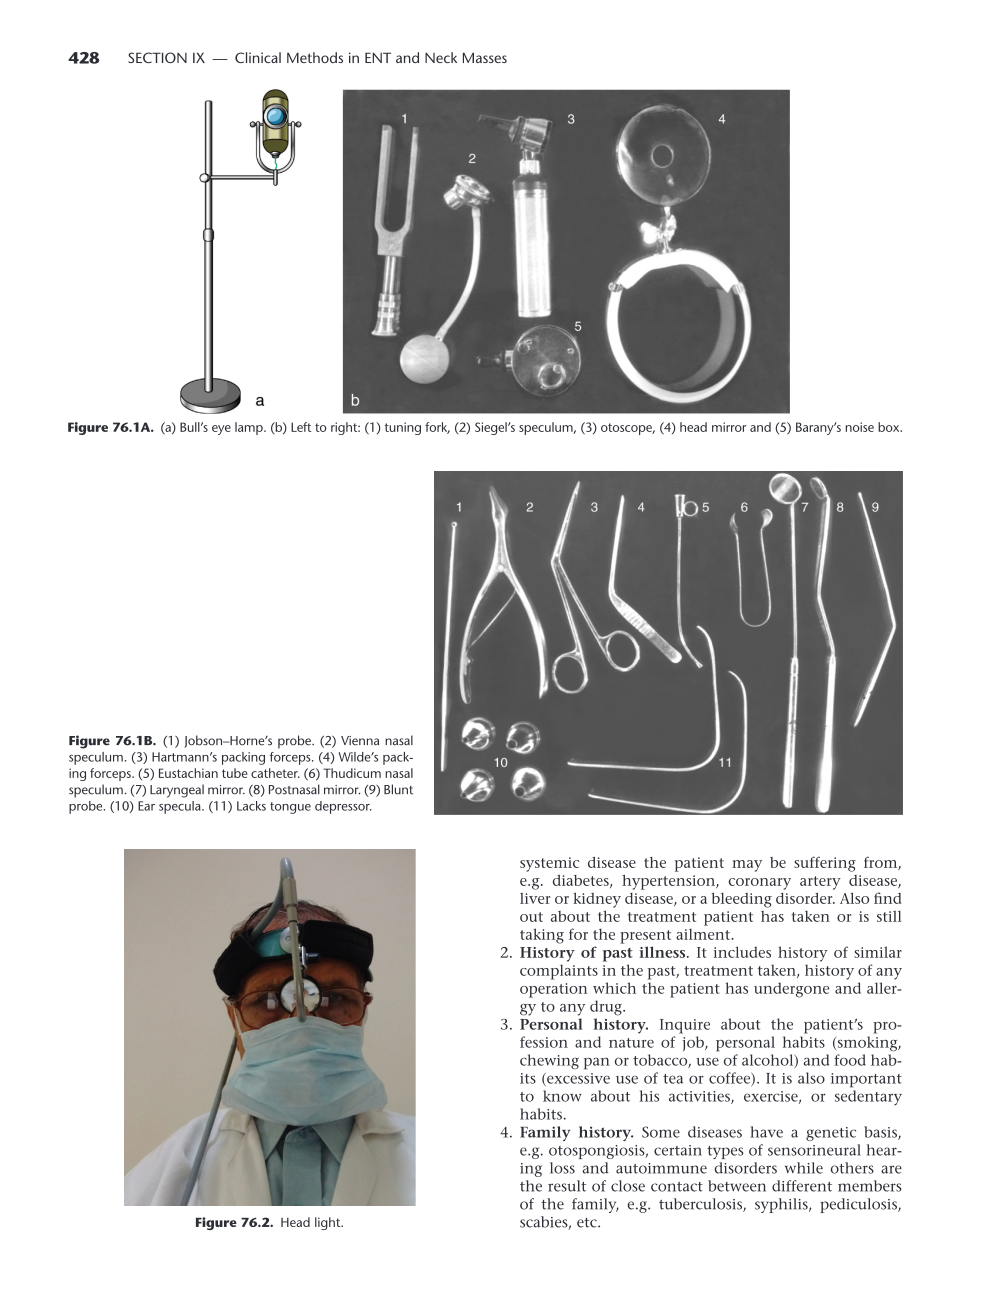 428 SECTION IX — Clinical Methods in ENT and Neck Masses
a
b
1
2
3
4
5
Figure 76.1A. (a) Bull's eye lamp. (b) Left to right: (1) tuning fork, (2) Siegel's speculum, (3) otoscope, (4) head mirror and (5) Barany's noise box.
1
2
3
4
5
6
7
8
9
10
11
Figure 76.1B. (1) Jobson–Horne's probe. (2) Vienna nasal
speculum. (3) Hartmann's packing forceps. (4) Wilde's pack-
ing forceps. (5) Eustachian tube catheter. (6) Thudicum nasal
speculum. (7) Laryngeal mirror. (8) Postnasal mirror. (9) Blunt
probe. (10) Ear specula. (11) Lacks tongue depressor.
Figure 76.2. Head light.
systemic disease the patient may be suffering from,
e.g. diabetes, hypertension, coronary artery disease,
liver or kidney disease, or a bleeding disorder. Also find
out about the treatment patient has taken or is still
taking for the present ailment.
2. History of past illness. It includes history of similar
complaints in the past, treatment taken, history of any
operation which the patient has undergone and aller-
gy to any drug.
3. Personal history. Inquire about the patient's pro-
fession and nature of job, personal habits (smoking,
chewing pan or tobacco, use of alcohol) and food hab-
its (excessive use of tea or coffee). It is also important
to know about his activities, exercise, or sedentary
habits.
4. Family history. Some diseases have a genetic basis,
e.g. otospongiosis, certain types of sensorineural hear-
ing loss and autoimmune disorders while others are
the result of close contact between different members
of the family, e.g. tuberculosis, syphilis, pediculosis,
scabies, etc.